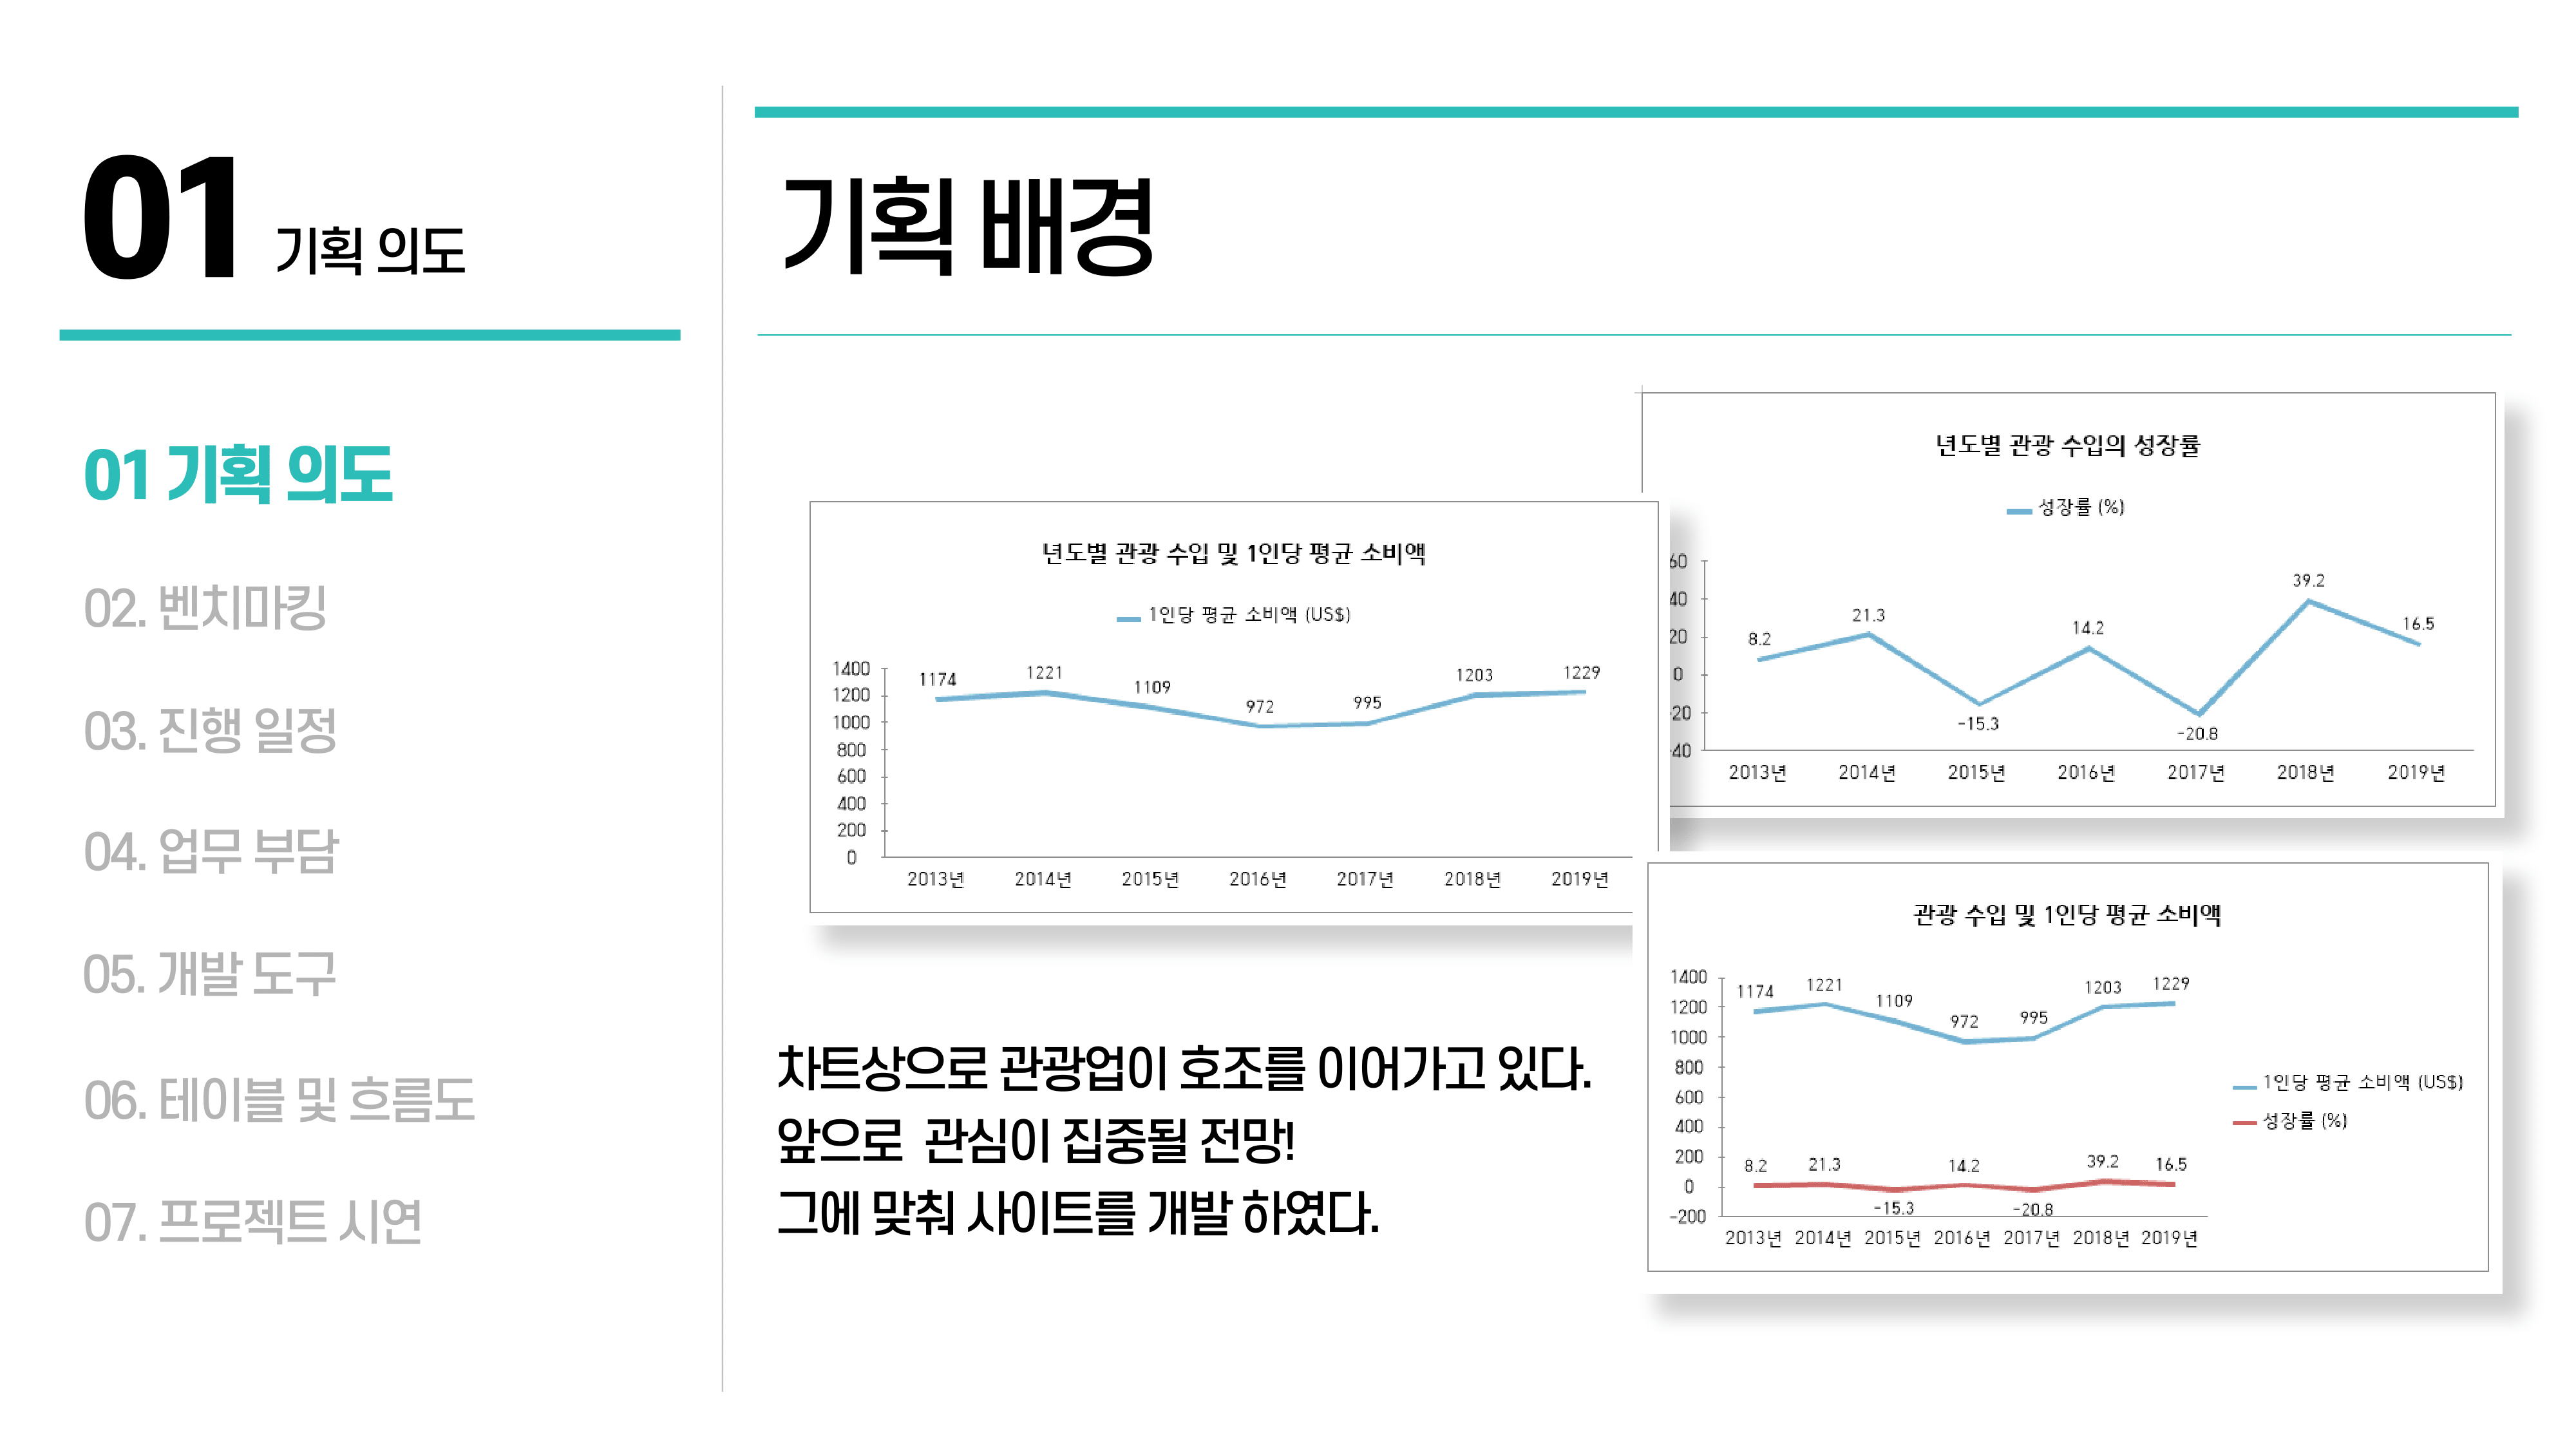 01 기획 의도
01 기획 의도
02. 벤치마킹
03. 진행 일정
04. 업무 부담
05. 개발 도구
06. 테이블 및 흐름도
07. 프로젝트 시연
기획 배경
년도별 관광 수입 및 1인당 평균 소비액
1인당 평균 소비액 (US$)
1400
1200
1000
800
600
400
200
0
1174 1221 1109 972 995 1203 1229
2013년 2014년 2015년 2016년 2017년 2018년 2019년
년도별 관광 수입의 성장률
성장률 (%)
60
40
20
0
-20
-40
8.2 21.3 -15.3 14.2 -20.8 39.2 16.5
2013년 2014년 2015년 2016년 2017년 2018년 2019년
관광 수입 및 1인당 평균 소비액
1400
1200
1000
800
600
400
200
0
-200
1174 1221 1109 972 995 1203 1229
8.2 21.3 -15.3 14.2 -20.8 39.2 16.5
2013년 2014년 2015년 2016년 2017년 2018년 2019년
1인당 평균 소비액 (US$)
성장률 (%)
차트상으로 관광업이 호조를 이어가고 있다.
앞으로 관심이 집중될 전망!
그에 맞춰 사이트를 개발 하였다.